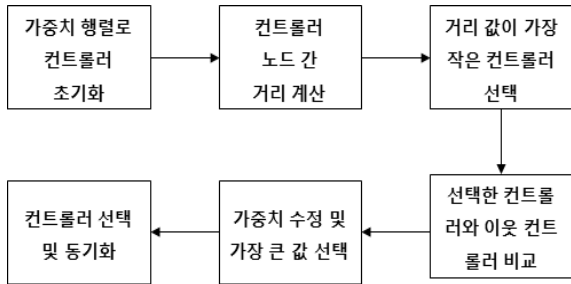 가중치 행렬로
컨트롤러
초기화
컨트롤러
노드 간
거리 계산
거리 값이 가장
작은 컨트롤러
선택
선택한 컨트롤
러와 이웃 컨트
롤러 비교
가중치 수정 및
가장 큰 값 선택
컨트롤러 선택
및 동기화